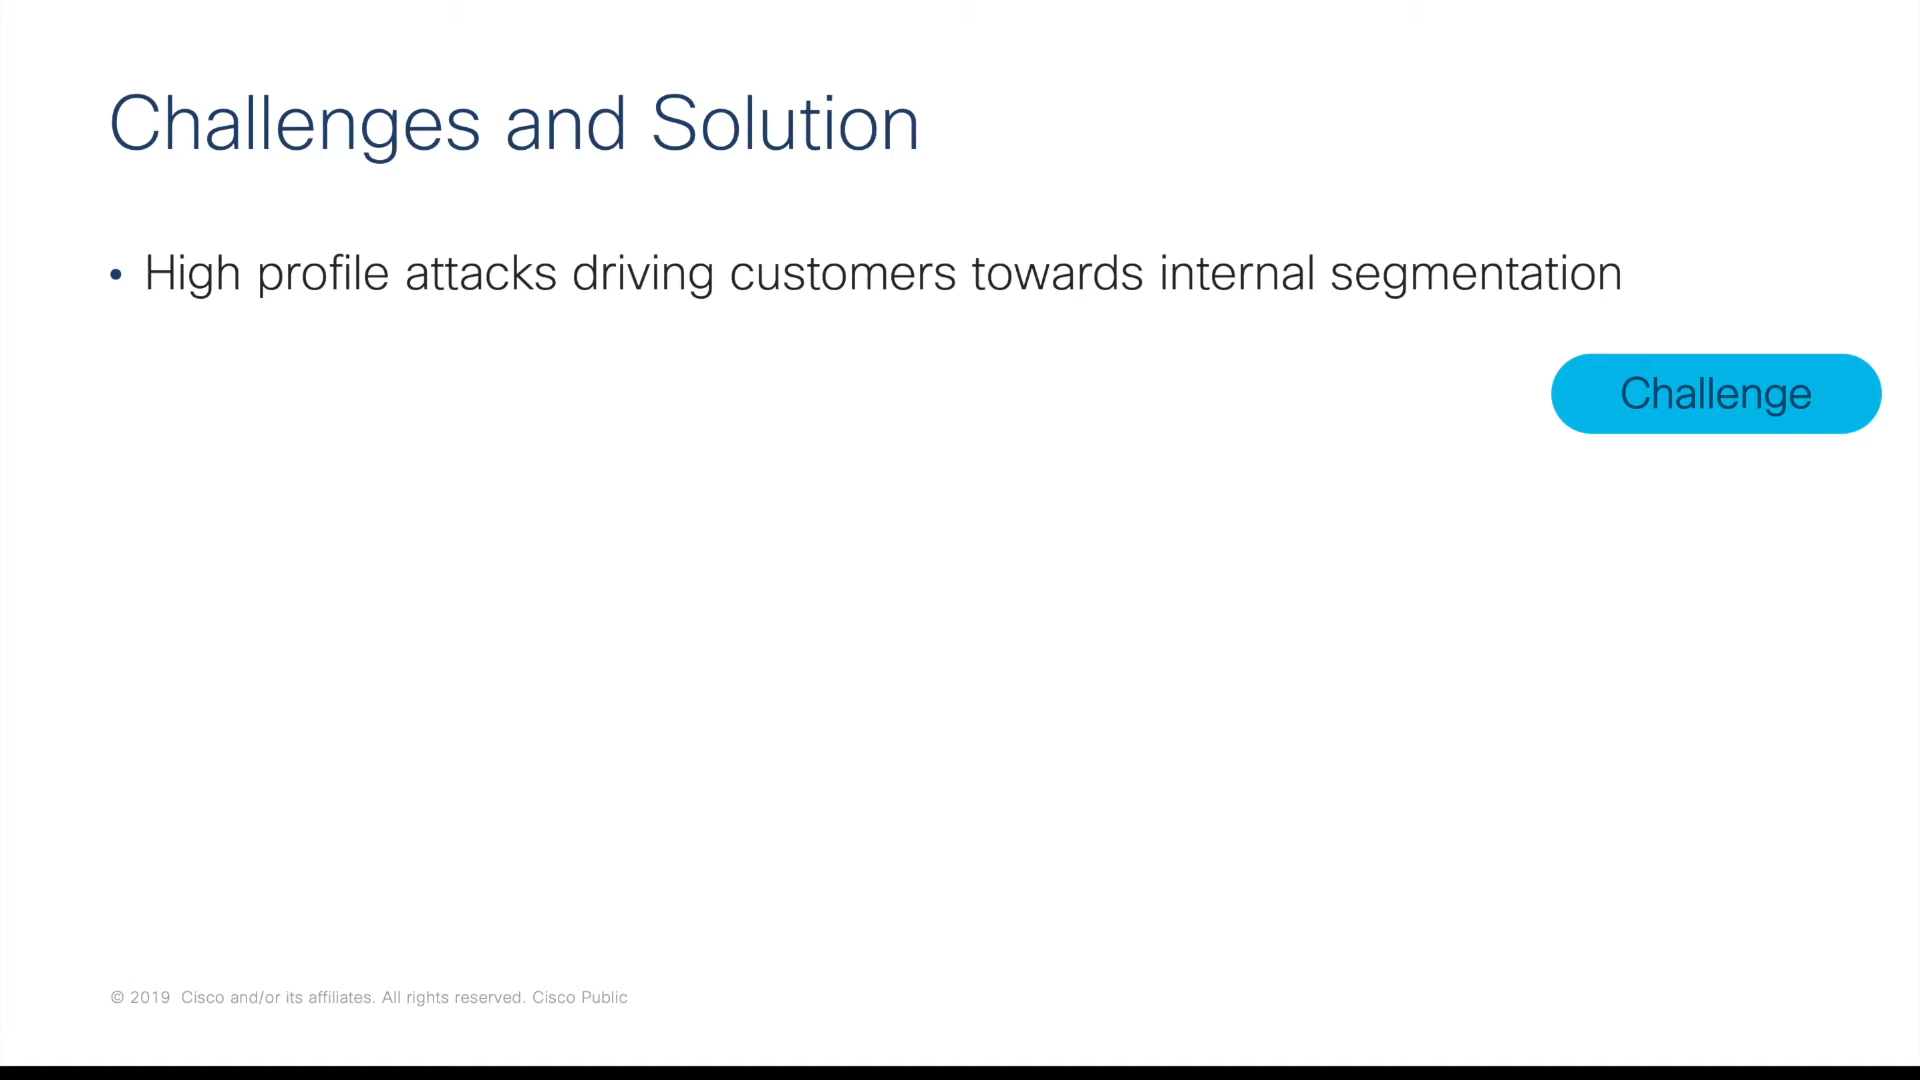 Challenges and Solution
• High profile attacks driving customers towards internal segmentation
Challenge
© 2019 Cisco and/or its affiliates. All rights reserved. Cisco Public